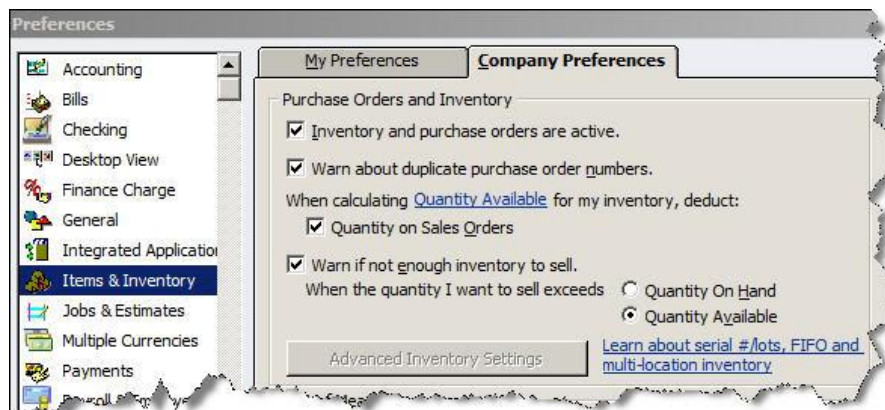 Preferences
Accounting
Bills
Checking
Desktop View
Finance Charge
General
Integrated Applicatio
Items & Inventory
Jobs & Estimates
Multiple Currencies
Payments
My Preferences
Company Preferences
Purchase Orders and Inventory
Inventory and purchase orders are active.
Warn about duplicate purchase order numbers.
When calculating Quantity Available for my inventory, deduct:
Quantity on Sales Orders
Warn if not enough inventory to sell.
When the quantity I want to sell exceeds
Quantity On Hand
Quantity Available
Advanced Inventory Settings
Learn about serial #/lots, FIFO and
multi-location inventory